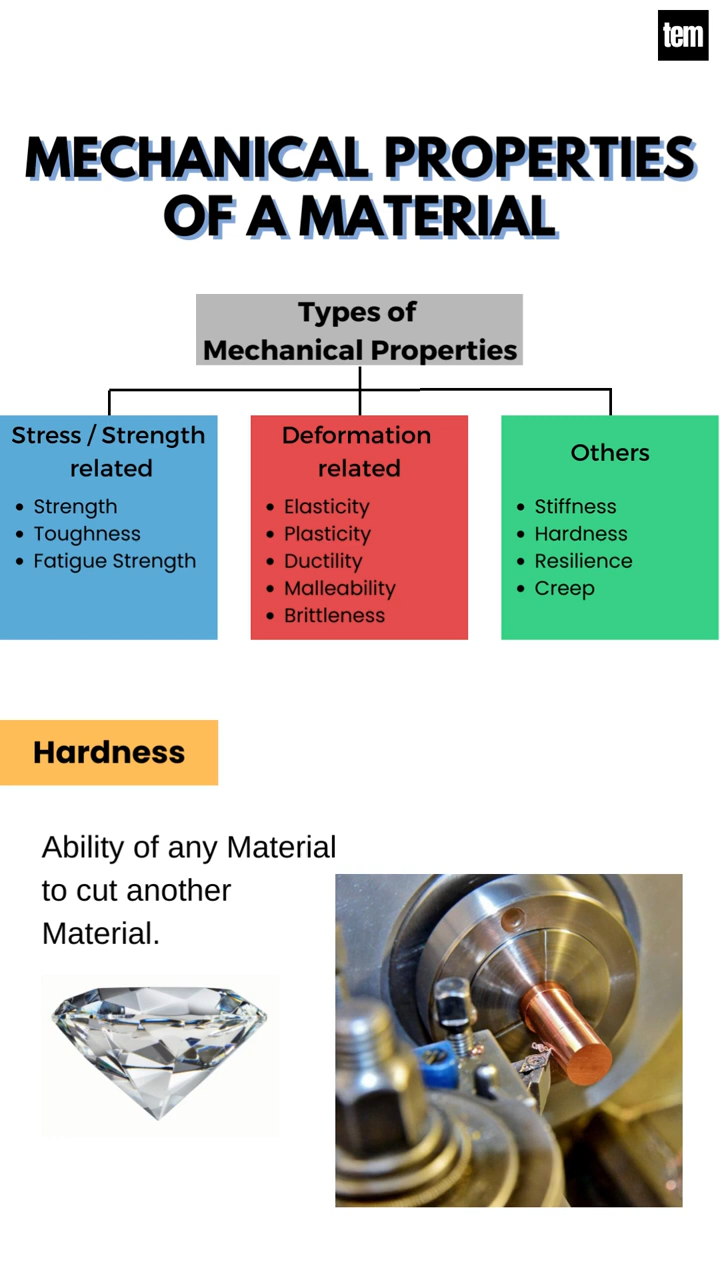 tem
MECHANICAL PROPERTIES
OF A MATERIAL
Types of
Mechanical Properties
Stress / Strength
related
• Strength
• Toughness
• Fatigue Strength
Deformation
related
• Elasticity
• Plasticity
• Ductility
• Malleability
• Brittleness
Others
• Stiffness
• Hardness
• Resilience
• Creep
Hardness
Ability of any Material
to cut another
Material.